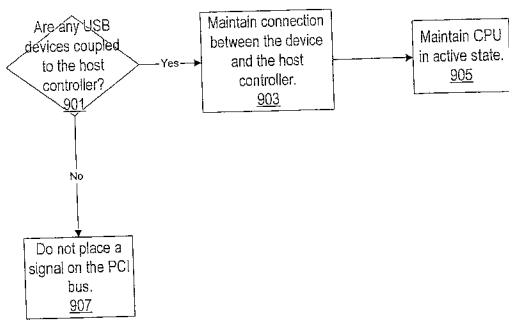 Are any USB
devices coupled
to the host
controller?
901
Yes
Maintain connection
between the device
and the host
controller.
903
Maintain CPU
in active state.
905
No
Do not place a
signal on the PCI
bus.
907